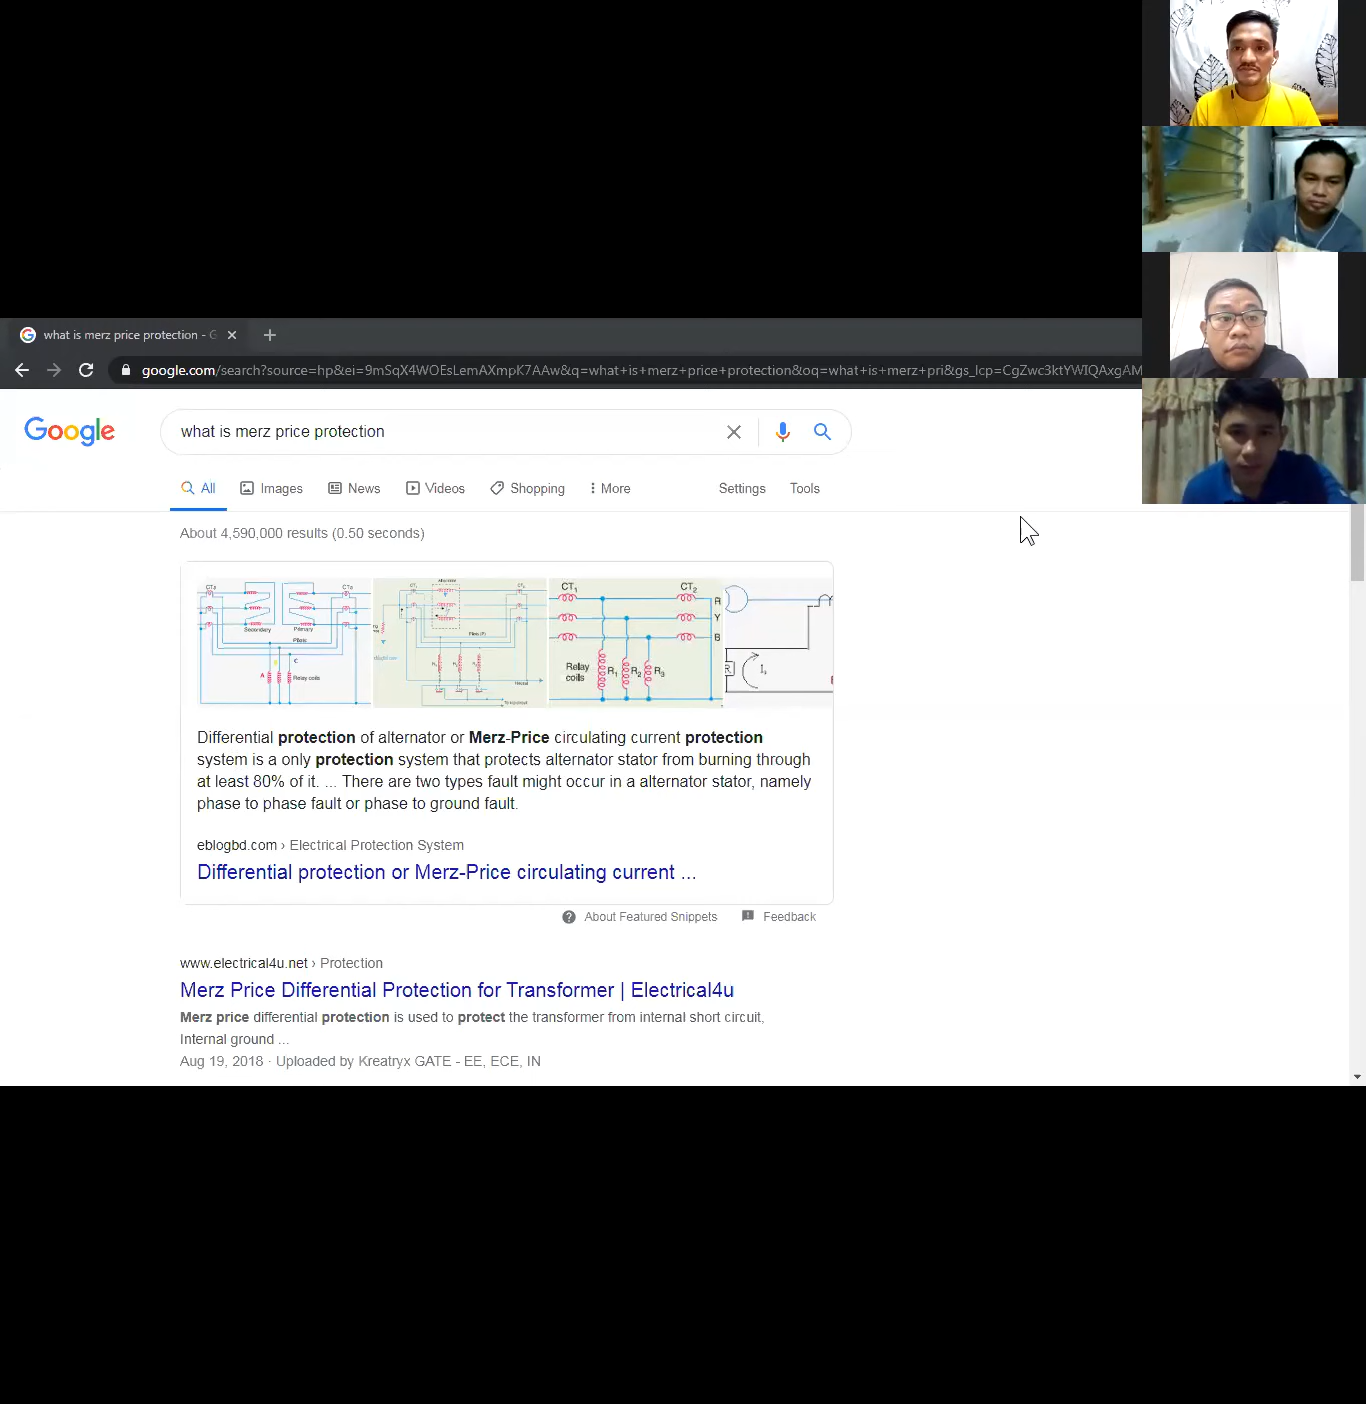 what is merz price protection - G
google.com/search?source=hp&ei=9mSqX4WOEsLemAXmpK7AAw&q=what+is+merz+price+protection&oq=what+is+merz+pri&gs_lcp=CgZwc3ktYWIQAxgAM
Google
what is merz price protection
All Images News Videos Shopping More Settings Tools
About 4,590,000 results (0.50 seconds)
CT₁ CT₂
R
Y
B
Secondary Primary
Pilots
Pilots (P)
A C Relay coils
Relay coils R₁ R₂ R₃
Neutral
Differential protection of alternator or Merz-Price circulating current protection
system is a only protection system that protects alternator stator from burning through
at least 80% of it. ... There are two types fault might occur in a alternator stator, namely
phase to phase fault or phase to ground fault.
eblogbd.com › Electrical Protection System
Differential protection or Merz-Price circulating current ...
About Featured Snippets Feedback
www.electrical4u.net › Protection
Merz Price Differential Protection for Transformer | Electrical4u
Merz price differential protection is used to protect the transformer from internal short circuit,
Internal ground ...
Aug 19, 2018 · Uploaded by Kreatryx GATE - EE, ECE, IN